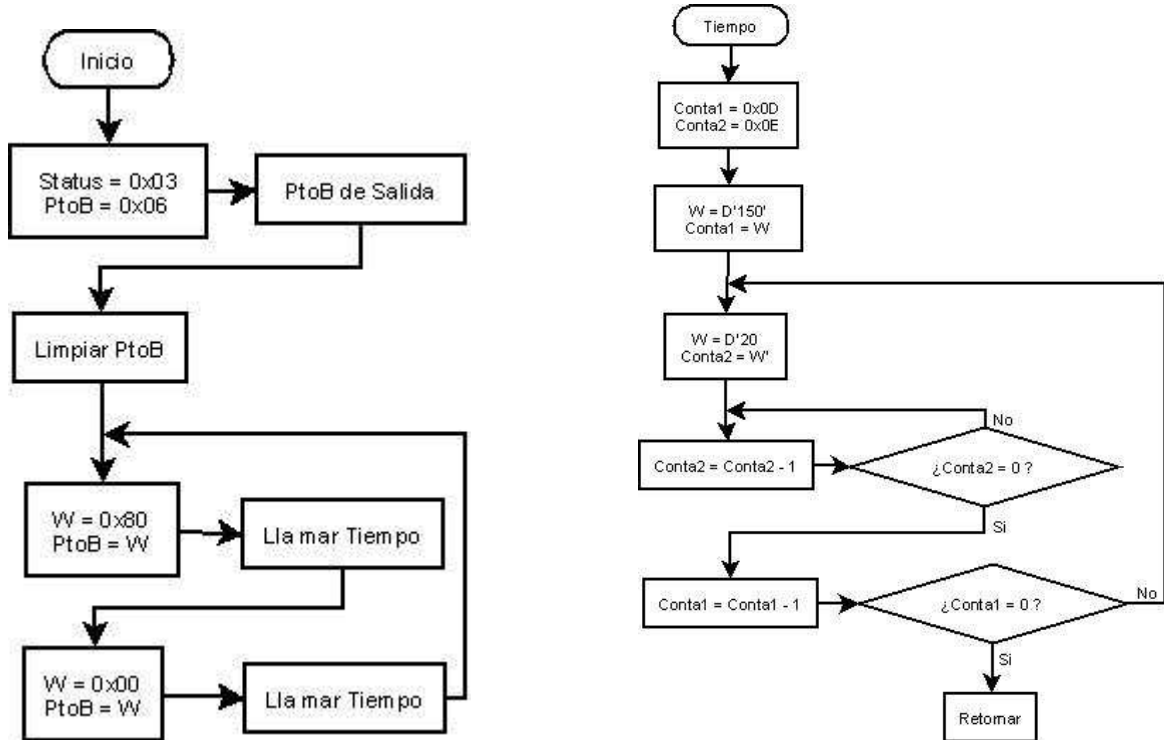 Inicio
Status = 0x03
PtoB = 0x06
PtoB de Salida
Limpiar PtoB
W = 0x80
PtoB = W
Lla mar Tiempo
W = 0x00
PtoB = W
Lla mar Tiempo
Tiempo
Conta1 = 0x0D
Conta2 = 0x0E
W = D'150'
Conta1 = W
W = D'20
Conta2 = W'
Conta2 = Conta2 - 1
¿Conta2 = 0 ?
No
Si
Conta1 = Conta1 - 1
¿Conta1 = 0 ?
No
Si
Retornar